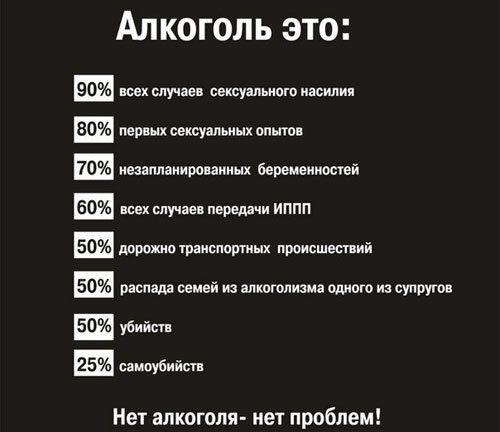 Алкоголь это:
90% всех случаев сексуального насилия
80% первых сексуальных опытов
70% незапланированных беременностей
60% всех случаев передачи ИППП
50% дорожно транспортных происшествий
50% распада семей из алкоголизма одного из супругов
50% убийств
25% самоубийств
Нет алкоголя- нет проблем!